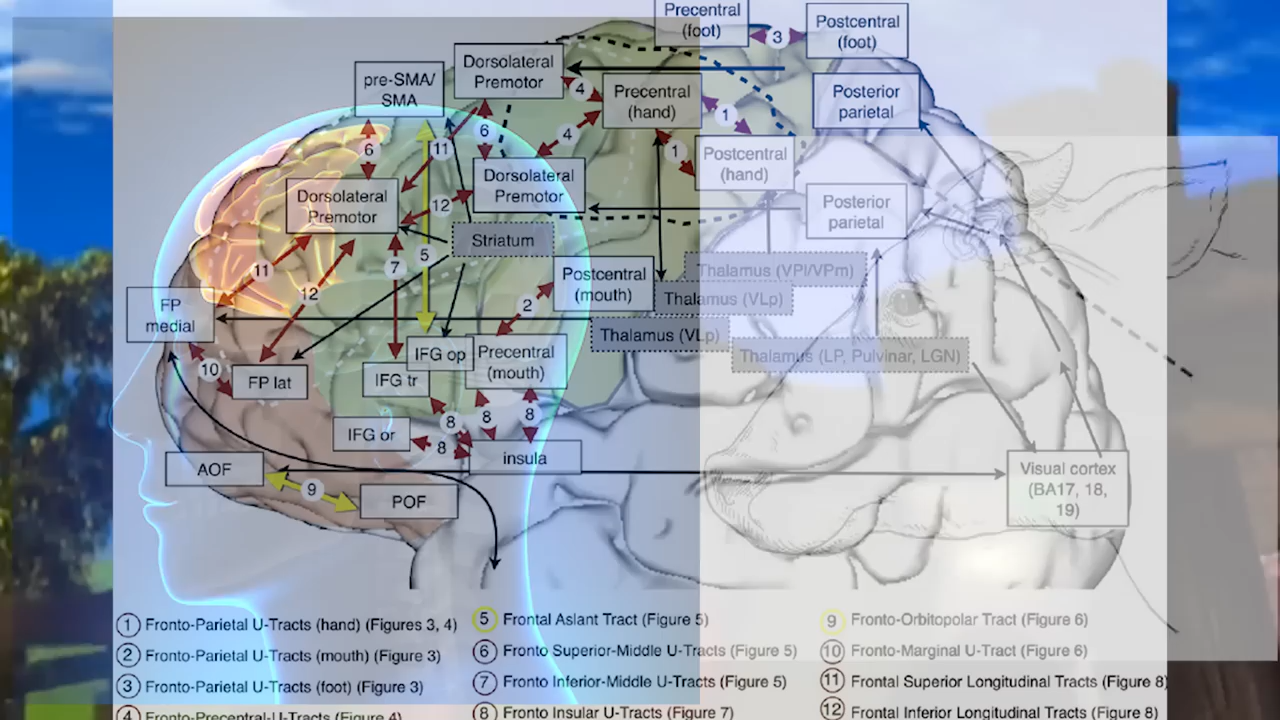 Precentral
(foot)
3
Postcentral
(foot)
Dorsolateral
Premotor
pre-SMA/
SMA
4
Precentral
(hand)
Posterior
parietal
1
6
6
11
4
1
Postcentral
(hand)
Dorsolateral
Premotor
Dorsolateral
Premotor
12
Posterior
parietal
Striatum
5
7
11
12
Postcentral
(mouth)
Thalamus (VPl/VPm)
Thalamus (VLp)
2
FP
medial
Thalamus (VLp)
IFG op
Precentral
(mouth)
Thalamus (LP, Pulvinar, LGN)
10
FP lat
IFG tr
8
8
8
IFG or
8
insula
AOF
9
POF
Visual cortex
(BA17, 18,
19)
1 Fronto-Parietal U-Tracts (hand) (Figures 3, 4)
2 Fronto-Parietal U-Tracts (mouth) (Figure 3)
3 Fronto-Parietal U-Tracts (foot) (Figure 3)
4 Fronto-Precentral-U-Tracts (Figure 4)
5 Frontal Aslant Tract (Figure 5)
6 Fronto Superior-Middle U-Tracts (Figure 5)
7 Fronto Inferior-Middle U-Tracts (Figure 5)
8 Fronto Insular U-Tracts (Figure 7)
9 Fronto-Orbitopolar Tract (Figure 6)
10 Fronto-Marginal U-Tract (Figure 6)
11 Frontal Superior Longitudinal Tracts (Figure 8)
12 Frontal Inferior Longitudinal Tracts (Figure 8)